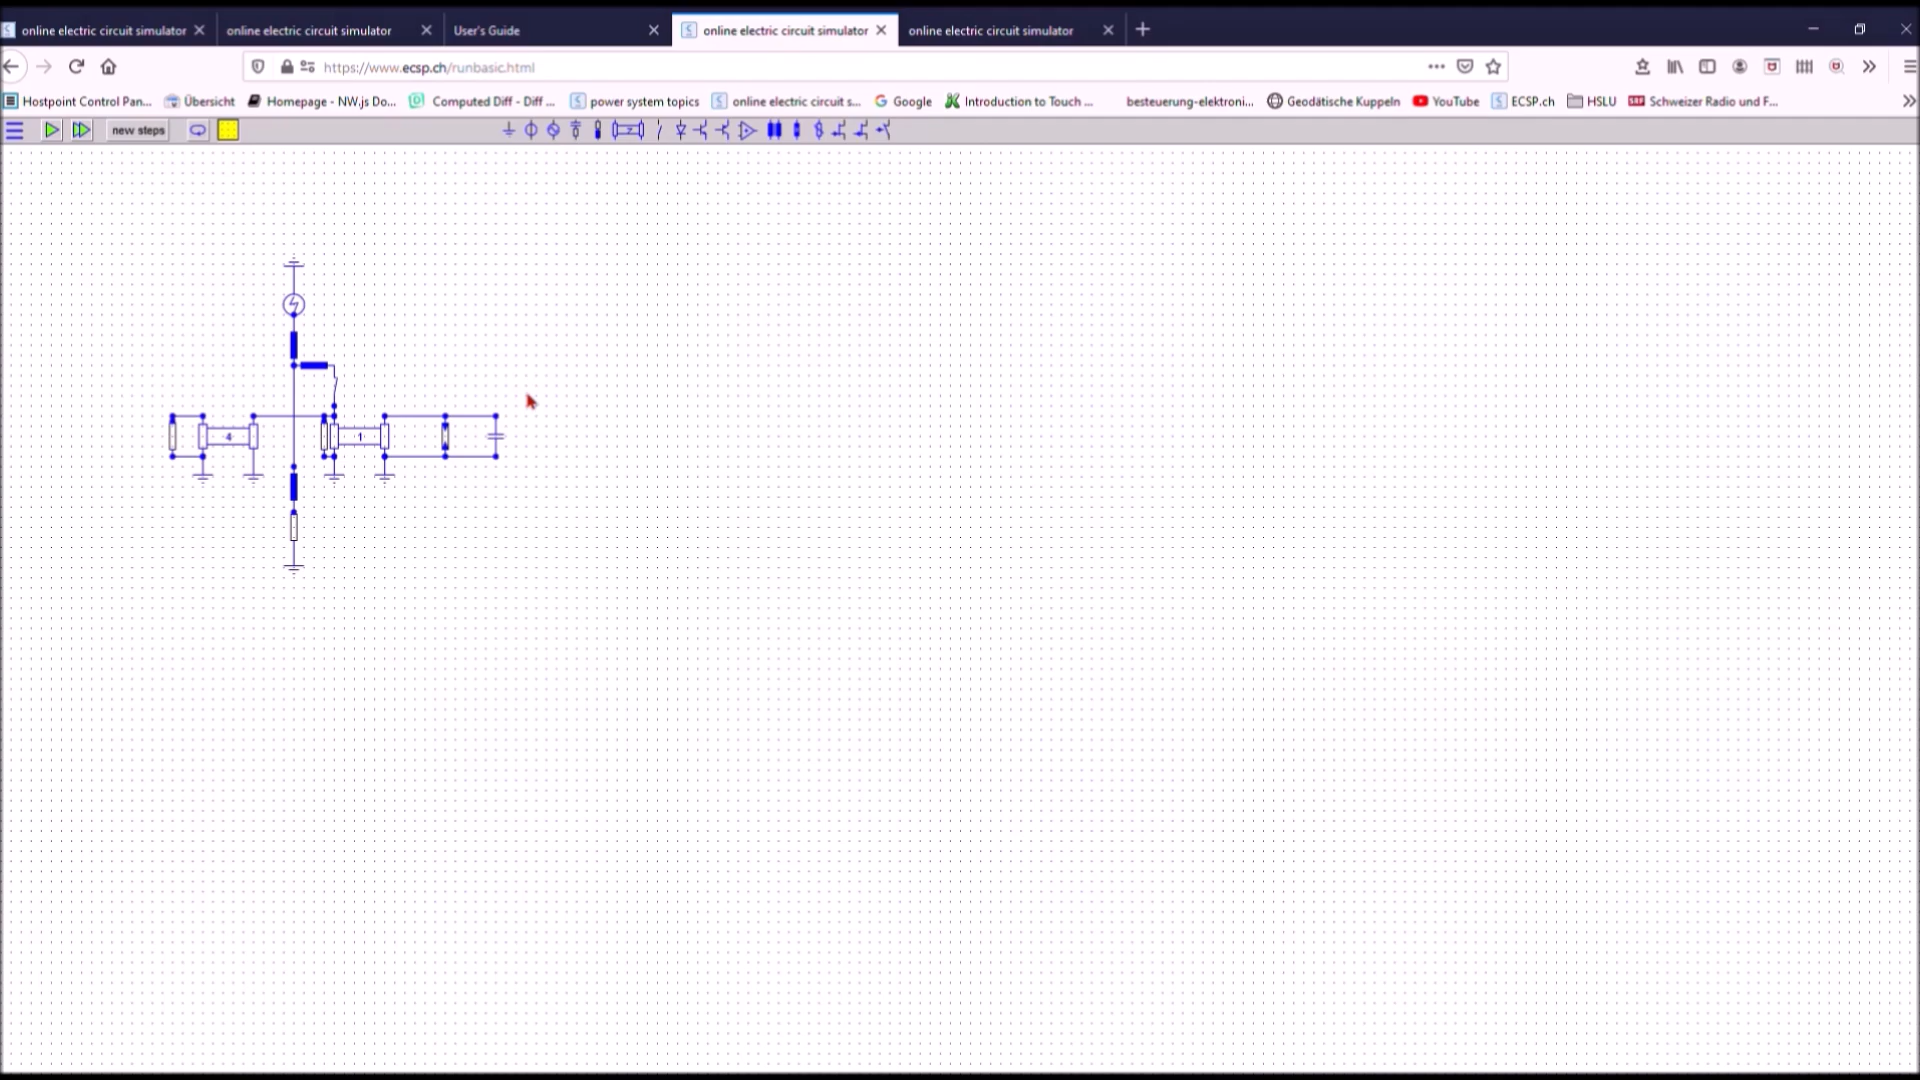 online electric circuit simulator online electric circuit simulator User's Guide online electric circuit simulator online electric circuit simulator
https://www.ecsp.ch/runbasic.html
Hostpoint Control Pan... Übersicht Homepage - NW.js Do... Computed Diff - Diff ... power system topics online electric circuit s... Google Introduction to Touch ... besteuerung-elektroni... Geodätische Kuppeln YouTube ECSP.ch HSLU SRF Schweizer Radio und F...
new steps
4 1